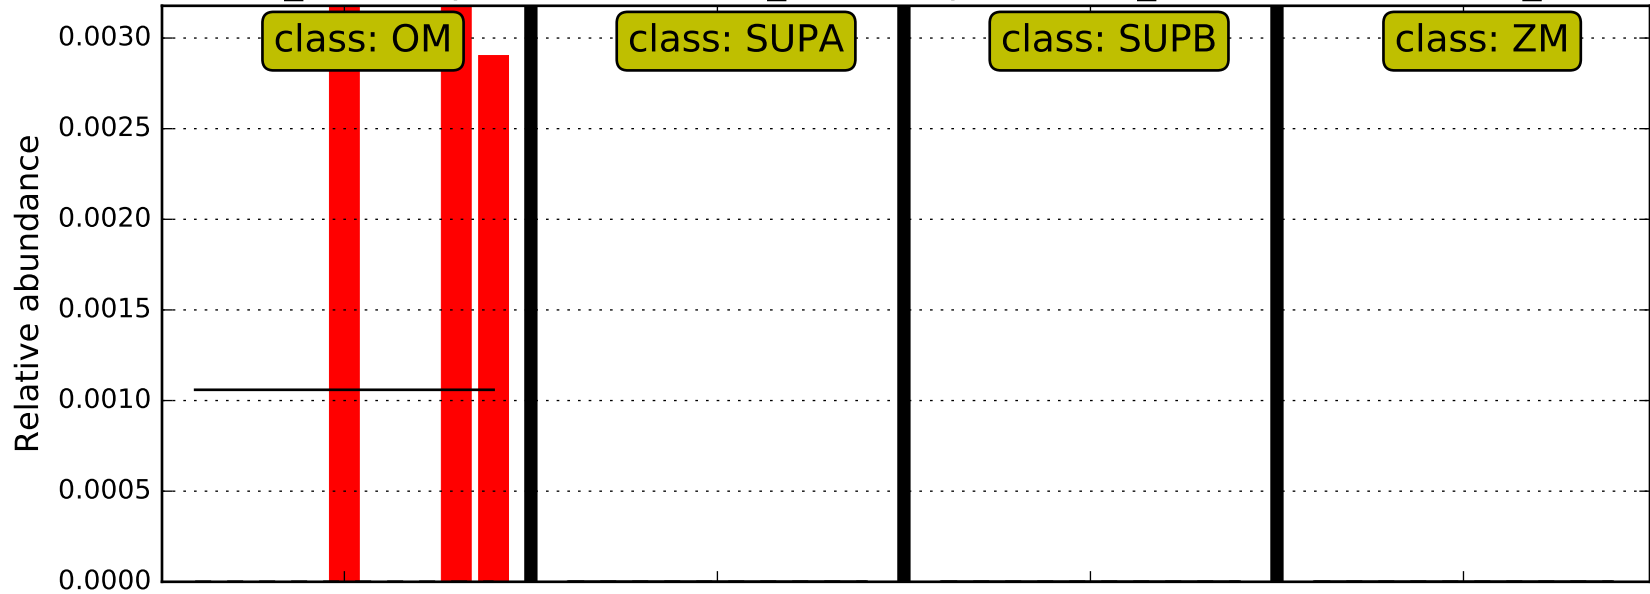 class: OM
class: SUPA
class: SUPB
class: ZM
Relative abundance
0.0030
0.0025
0.0020
0.0015
0.0010
0.0005
0.0000